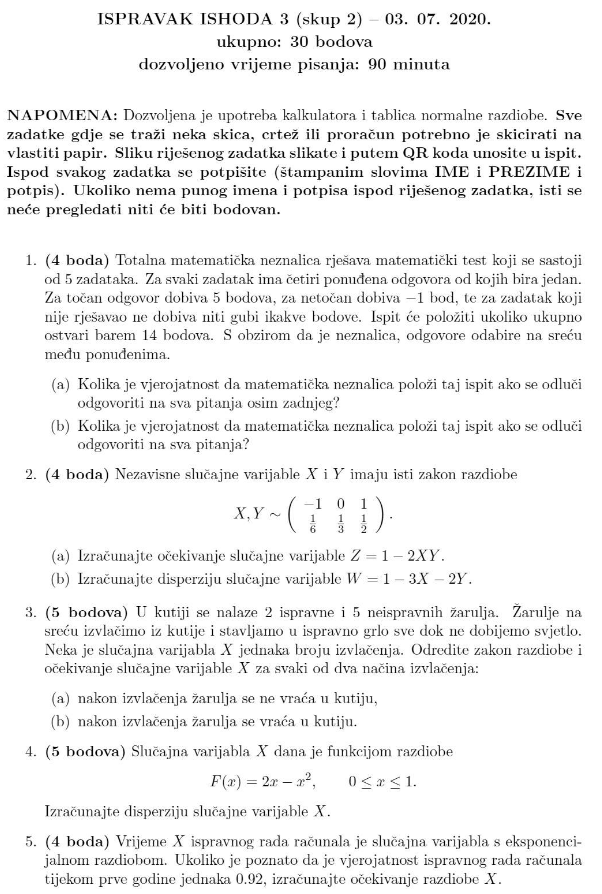 ISPRAVAK ISHODA 3 (skup 2) – 03. 07. 2020.
ukupno: 30 bodova
dozvoljeno vrijeme pisanja: 90 minuta
NAPOMENA: Dozvoljena je upotreba kalkulatora i tablica normalne razdiobe. Sve
zadatke gdje se traži neka skica, crtež ili proračun potrebno je skicirati na
vlastiti papir. Sliku riješenog zadatka slikate i putem QR koda unosite u ispit.
Ispod svakog zadatka se potpišite (štampanim slovima IME i PREZIME i
potpis). Ukoliko nema punog imena i potpisa ispod riješenog zadatka, isti se
neće pregledati niti će biti bodovan.
1. (4 boda) Totalna matematička neznalica rješava matematički test koji se sastoji
od 5 zadataka. Za svaki zadatak ima četiri ponuđena odgovora od kojih bira jedan.
Za točan odgovor dobiva 5 bodova, za netočan dobiva −1 bod, te za zadatak koji
nije rješavao ne dobiva niti gubi ikakve bodove. Ispit će položiti ukoliko ukupno
ostvari barem 14 bodova. S obzirom da je neznalica, odgovore odabire na sreću
među ponuđenima.
(a) Kolika je vjerojatnost da matematička neznalica položi taj ispit ako se odluči
odgovoriti na sva pitanja osim zadnjeg?
(b) Kolika je vjerojatnost da matematička neznalica položi taj ispit ako se odluči
odgovoriti na sva pitanja?
2. (4 boda) Nezavisne slučajne varijable X i Y imaju isti zakon razdiobe
X, Y ∼ ( −1 0 1
1/6 1/3 1/2 ).
(a) Izračunajte očekivanje slučajne varijable Z = 1 − 2XY.
(b) Izračunajte disperziju slučajne varijable W = 1 − 3X − 2Y.
3. (5 bodova) U kutiji se nalaze 2 ispravne i 5 neispravnih žarulja. Žarulje na
sreću izvlačimo iz kutije i stavljamo u ispravno grlo sve dok ne dobijemo svjetlo.
Neka je slučajna varijabla X jednaka broju izvlačenja. Odredite zakon razdiobe i
očekivanje slučajne varijable X za svaki od dva načina izvlačenja:
(a) nakon izvlačenja žarulja se ne vraća u kutiju,
(b) nakon izvlačenja žarulja se vraća u kutiju.
4. (5 bodova) Slučajna varijabla X dana je funkcijom razdiobe
F(x) = 2x − x², 0 ≤ x ≤ 1.
Izračunajte disperziju slučajne varijable X.
5. (4 boda) Vrijeme X ispravnog rada računala je slučajna varijabla s eksponenci-
jalnom razdiobom. Ukoliko je poznato da je vjerojatnost ispravnog rada računala
tijekom prve godine jednaka 0.92, izračunajte očekivanje razdiobe X.